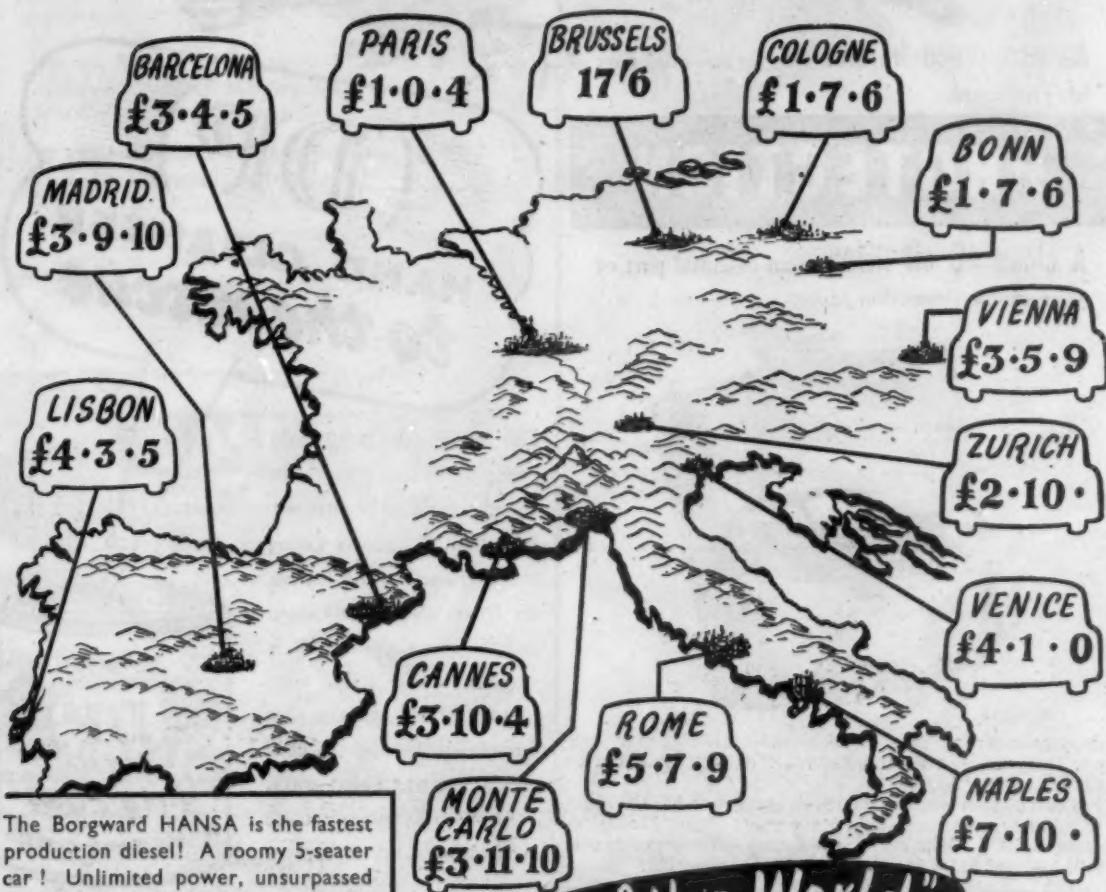 BARCELONA
£3·4·5
PARIS
£1·0·4
BRUSSELS
17'6
COLOGNE
£1·7·6
BONN
£1·7·6
MADRID
£3·9·10
VIENNA
£3·5·9
LISBON
£4·3·5
ZURICH
£2·10·
VENICE
£4·1·0
CANNES
£3·10·4
ROME
£5·7·9
MONTE
CARLO
£3·11·10
NAPLES
£7·10·
The Borgward HANSA is the fastest
production diesel! A roomy 5-seater
car! Unlimited power, unsurpassed